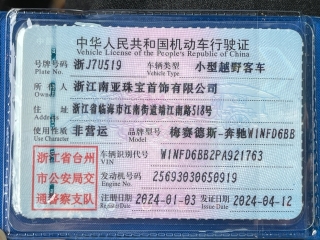 中华人民共和国机动车行驶证
Vehicle License of the People's Republic of China
号牌号码 浙J7U519 车辆类型 小型越野客车
Plate No. Vehicle Type
所有人 浙江南亚珠宝首饰有限公司
Owner
住址 浙江省临海市江南街道靖江南路518号
Address
使用性质 非营运 品牌型号 梅赛德斯-奔驰W1NFD6BB
Use Character Model
浙江省台州市公安局交通警察支队
车辆识别代号 W1NFD6BB2PA921763
VIN
发动机号码 25693030650919
Engine No.
注册日期 2024-01-03 发证日期 2024-04-12
Register Date Issue Date